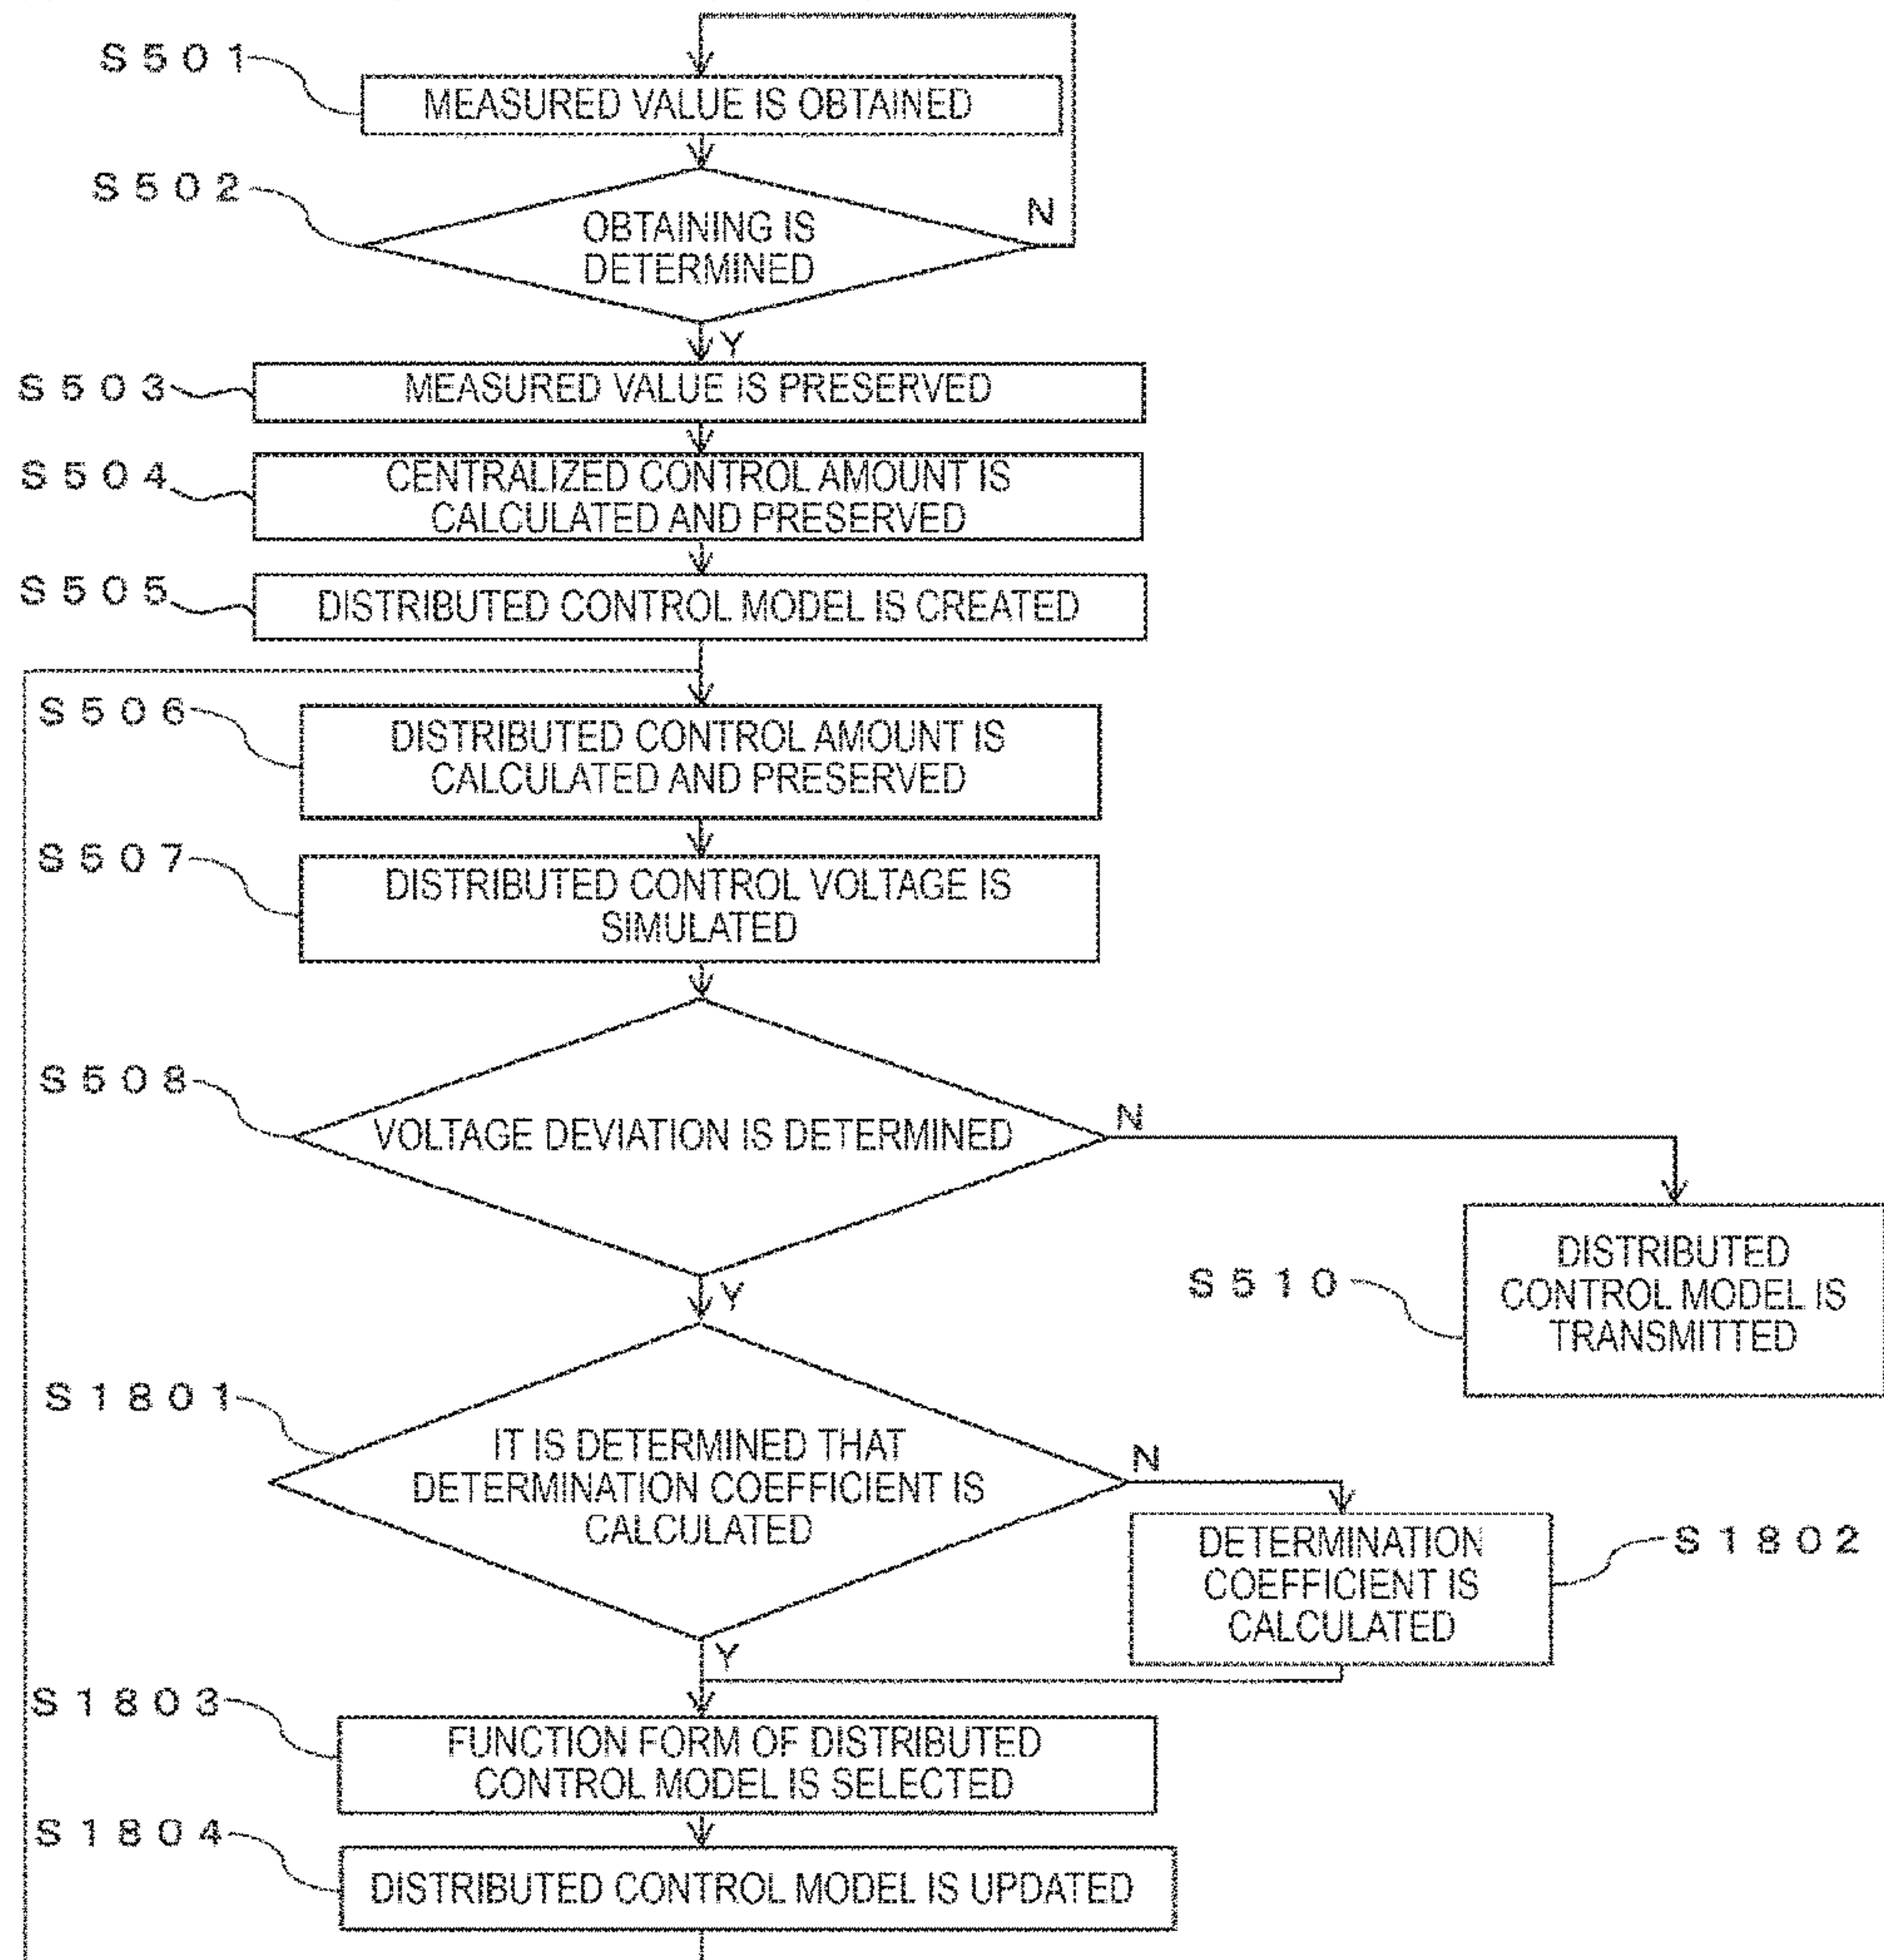 S501
MEASURED VALUE IS OBTAINED
S502
OBTAINING IS
DETERMINED
N
Y
S503
MEASURED VALUE IS PRESERVED
S504
CENTRALIZED CONTROL AMOUNT IS
CALCULATED AND PRESERVED
S505
DISTRIBUTED CONTROL MODEL IS CREATED
S506
DISTRIBUTED CONTROL AMOUNT IS
CALCULATED AND PRESERVED
S507
DISTRIBUTED CONTROL VOLTAGE IS
SIMULATED
S508
VOLTAGE DEVIATION IS DETERMINED
N
Y
S510
DISTRIBUTED
CONTROL MODEL IS
TRANSMITTED
S1801
IT IS DETERMINED THAT
DETERMINATION COEFFICIENT IS
CALCULATED
N
Y
DETERMINATION
COEFFICIENT IS
CALCULATED
S1802
S1803
FUNCTION FORM OF DISTRIBUTED
CONTROL MODEL IS SELECTED
S1804
DISTRIBUTED CONTROL MODEL IS UPDATED